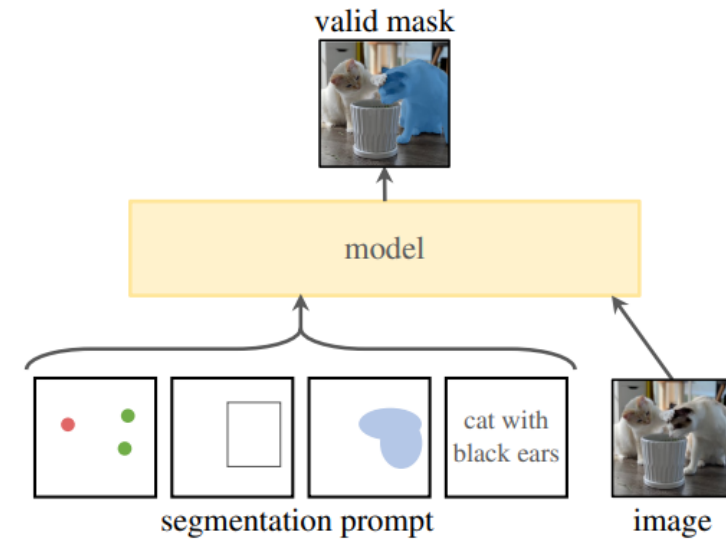 valid mask
model
cat with
black ears
segmentation prompt
image